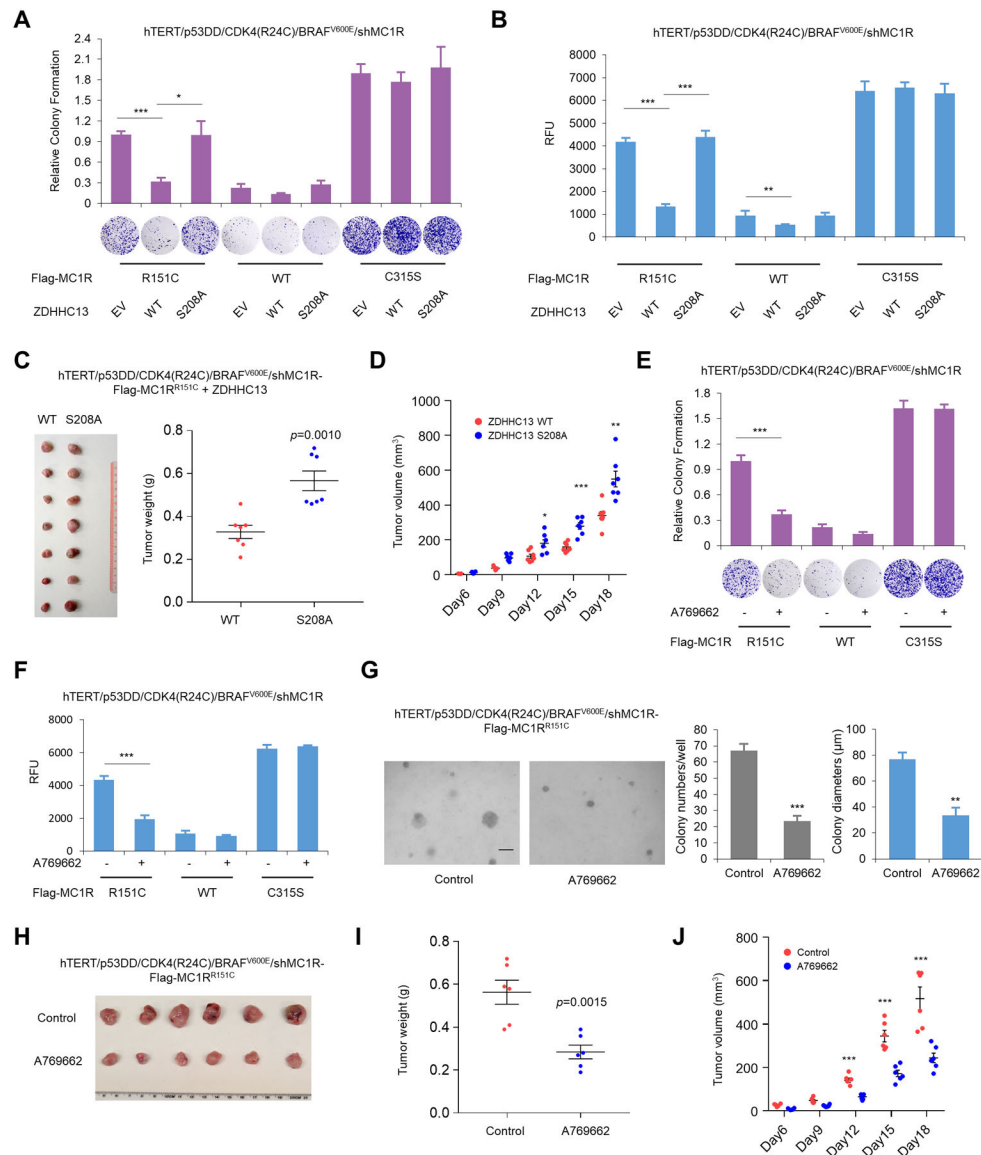 A
hTERT/p53DD/CDK4(R24C)/BRAFV600E/shMC1R
Relative Colony Formation
2.4
2.1
1.8
1.5
1.2
0.9
0.6
0.3
0
***
*
Flag-MC1R
R151C
WT
C315S
ZDHHC13
EV
WT
S208A
EV
WT
S208A
EV
WT
S208A
B
hTERT/p53DD/CDK4(R24C)/BRAFV600E/shMC1R
RFU
8000
7000
6000
5000
4000
3000
2000
1000
0
***
***
**
Flag-MC1R
R151C
WT
C315S
ZDHHC13
EV
WT
S208A
EV
WT
S208A
EV
WT
S208A
C
hTERT/p53DD/CDK4(R24C)/BRAFV600E/shMC1R-
Flag-MC1RR151C + ZDHHC13
WT S208A
Tumor weight (g)
0.8
0.6
0.4
0.2
0.0
p=0.0010
WT
S208A
D
Tumor volume (mm3)
1000
800
600
400
200
0
ZDHHC13 WT
ZDHHC13 S208A
*
***
**
Day6
Day9
Day12
Day15
Day18
E
hTERT/p53DD/CDK4(R24C)/BRAFV600E/shMC1R
Relative Colony Formation
1.8
1.5
1.2
0.9
0.6
0.3
0
***
A769662
- + - + - +
Flag-MC1R
R151C
WT
C315S
F
hTERT/p53DD/CDK4(R24C)/BRAFV600E/shMC1R
RFU
8000
6000
4000
2000
0
***
A769662
- + - + - +
Flag-MC1R
R151C
WT
C315S
G
hTERT/p53DD/CDK4(R24C)/BRAFV600E/shMC1R-
Flag-MC1RR151C
Control
A769662
Colony numbers/well
80
70
60
50
40
30
20
10
0
***
Control A769662
Colony diameters (µm)
100
80
60
40
20
0
**
Control A769662
H
hTERT/p53DD/CDK4(R24C)/BRAFV600E/shMC1R-
Flag-MC1RR151C
Control
A769662
I
Tumor weight (g)
0.8
0.6
0.4
0.2
0.0
p=0.0015
Control
A769662
J
Tumor volume (mm3)
800
600
400
200
0
Control
A769662
***
***
***
Day6
Day9
Day12
Day15
Day18